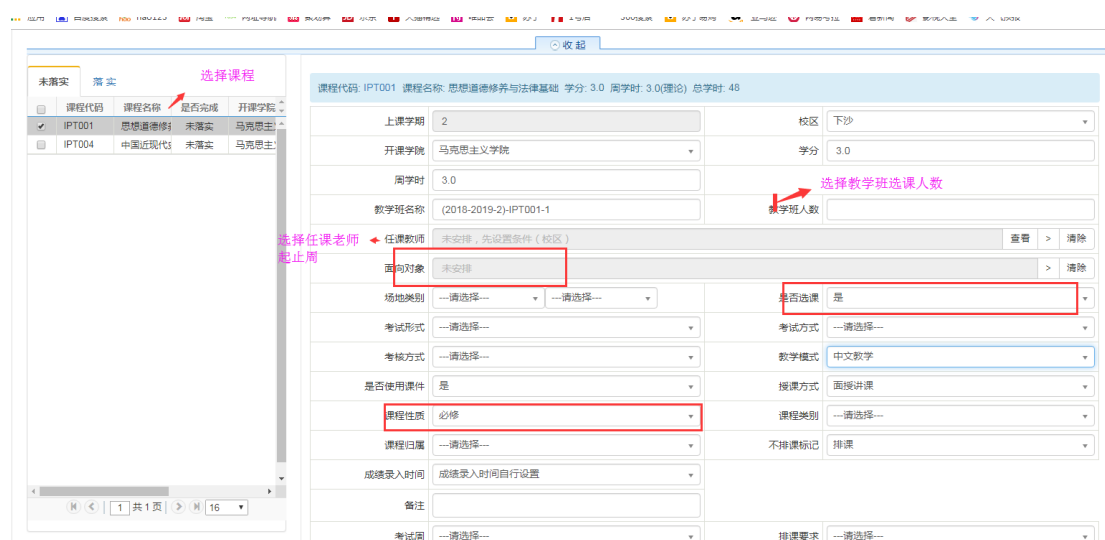 收起
未落实 落实
选择课程
课程代码 课程名称 是否完成 开课学院
IPT001 思想道德修 未落实 马克思主
IPT004 中国近现代 未落实 马克思主
1 共1页 16
课程代码: IPT001 课程名称: 思想道德修养与法律基础 学分: 3.0 周学时: 3.0(理论) 总学时: 48
上课学期 2 校区 下沙
开课学院 马克思主义学院 学分 3.0
周学时 3.0
选择教学班选课人数
教学班名称 (2018-2019-2)-IPT001-1 教学班人数
选择任课老师
起止周
任课教师 未安排，先设置条件（校区） 查看 > 清除
面向对象 未安排 > 清除
场地类别 ---请选择--- ---请选择--- 是否选课 是
考试形式 ---请选择--- 考试方式 ---请选择---
考核方式 ---请选择--- 教学模式 中文教学
是否使用课件 是 授课方式 面授讲课
课程性质 必修 课程类别 ---请选择---
课程归属 ---请选择--- 不排课标记 排课
成绩录入时间 成绩录入时间自行设置
备注
考试周 ---请选择--- 排课要求 ---请选择---